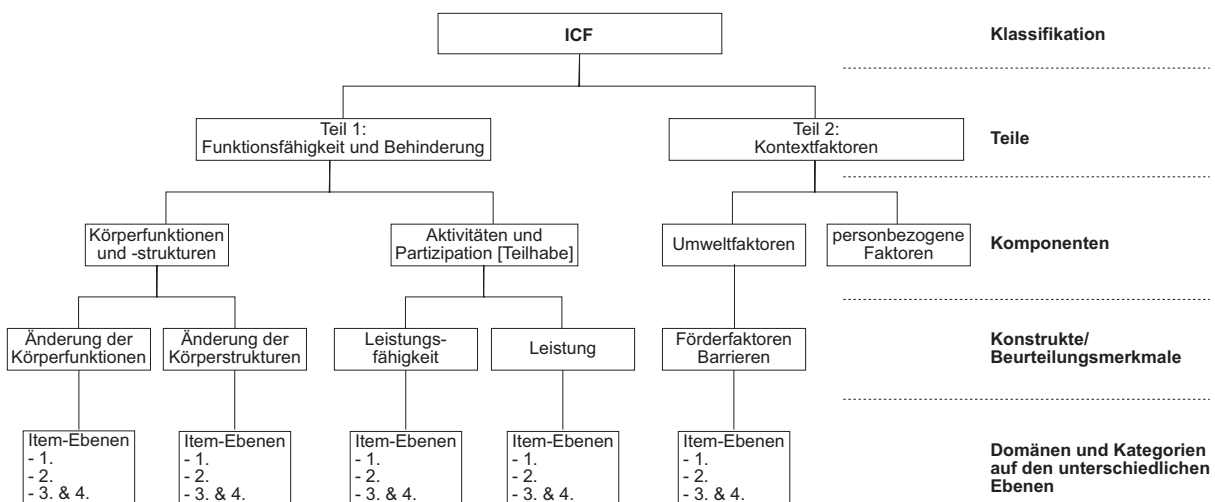 ICF
Klassifikation
Teil 1:
Funktionsfähigkeit und Behinderung
Teil 2:
Kontextfaktoren
Teile
Körperfunktionen
und -strukturen
Aktivitäten und
Partizipation [Teilhabe]
Umweltfaktoren
personbezogene
Faktoren
Komponenten
Änderung der
Körperfunktionen
Änderung der
Körperstrukturen
Leistungs-
fähigkeit
Leistung
Förderfaktoren
Barrieren
Konstrukte/
Beurteilungsmerkmale
Item-Ebenen
- 1.
- 2.
- 3. & 4.
Item-Ebenen
- 1.
- 2.
- 3. & 4.
Item-Ebenen
- 1.
- 2.
- 3. & 4.
Item-Ebenen
- 1.
- 2.
- 3. & 4.
Item-Ebenen
- 1.
- 2.
- 3. & 4.
Domänen und Kategorien
auf den unterschiedlichen
Ebenen